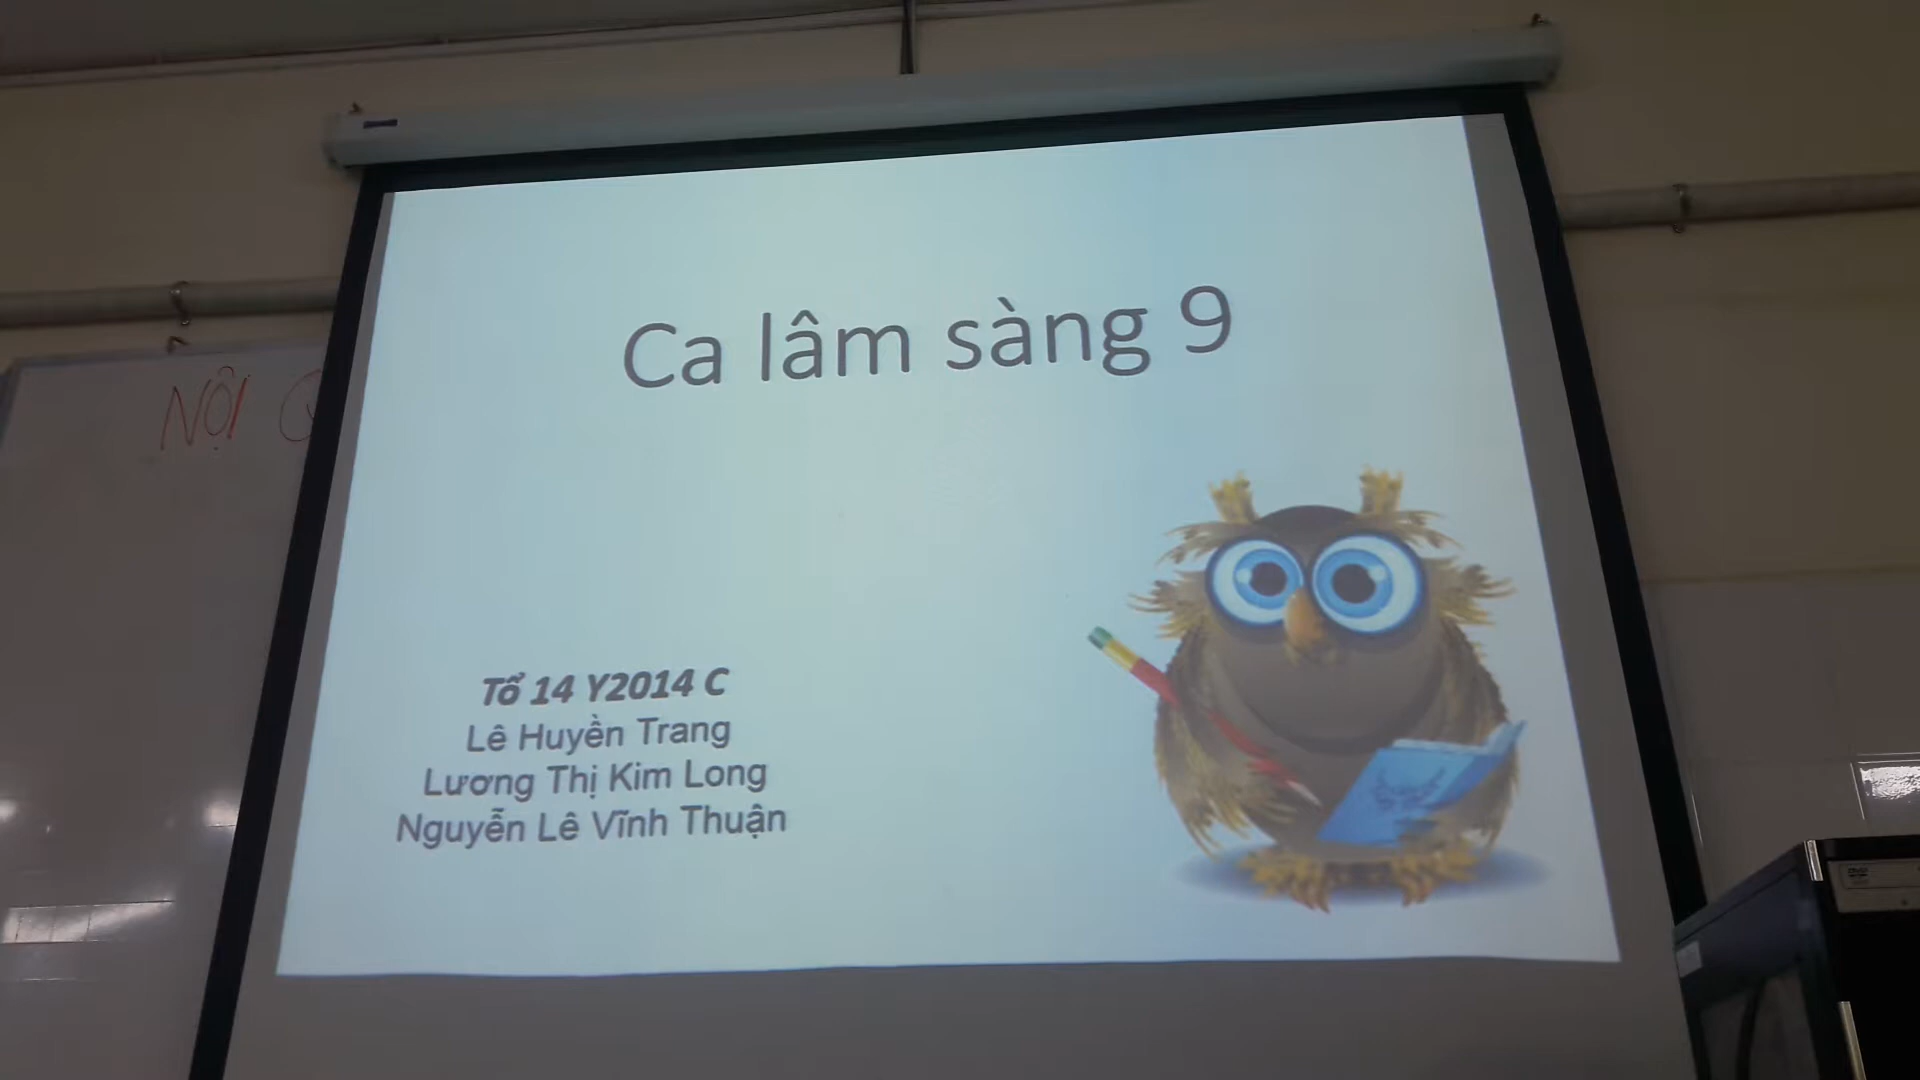 Ca lâm sàng 9
NỘI
Tổ 14 Y2014 C
Lê Huyền Trang
Lương Thị Kim Long
Nguyễn Lê Vĩnh Thuận